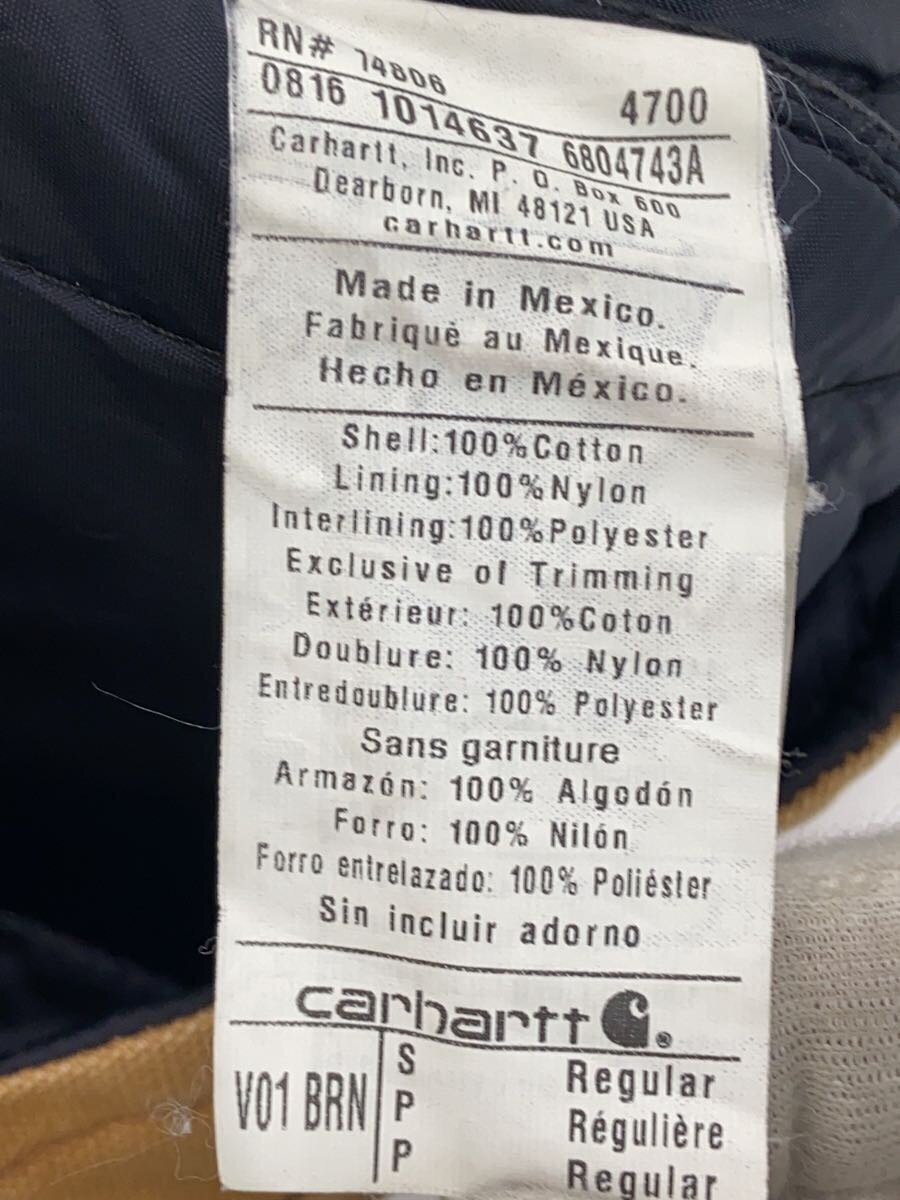 RN# 74806 4700
0816 1014637 6804743A
Carhartt, Inc. P. O. Box 600
Dearborn, MI 48121 USA
carhartt.com
Made in Mexico.
Fabriquè au Mexique.
Hecho en México.
Shell:100%Cotton
Lining:100%Nylon
Interlining:100%Polyester
Exclusive of Trimming
Extérieur: 100%Coton
Doublure: 100% Nylon
Entredoublure: 100% Polyester
Sans garniture
Armazón: 100% Algodón
Forro: 100% Nilón
Forro entrelazado: 100% Poliéster
Sin incluir adorno
carhartt ®
V01 BRN
S Regular
P Régulière
P Regular